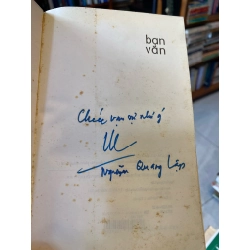 bạn
văn
Chúc vạn sự như ý
Nguyễn Quang Lập